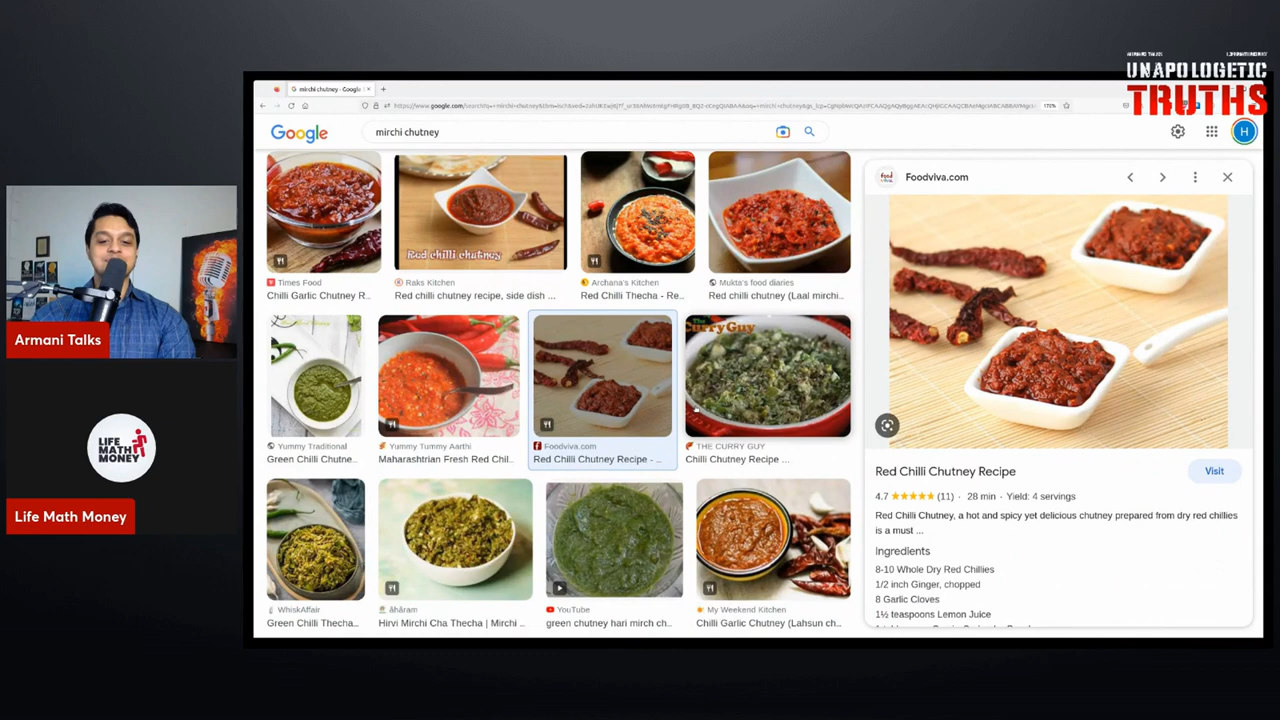 ARMANI TALKS LIFEMATHMONEY
UNAPOLOGETIC
TRUTHS
mirchi chutney - Google
170%
Google
mirchi chutney
H
Foodviva.com
Red chilli chutney
Times Food
Chilli Garlic Chutney R...
Raks Kitchen
Red chilli chutney recipe, side dish ...
Archana's Kitchen
Red Chilli Thecha - Re...
Mukta's food diaries
Red chilli chutney (Laal mirchi...
Armani Talks
The
CurryGuy
Yummy Traditional
Green Chilli Chutne...
Yummy Tummy Aarthi
Maharashtrian Fresh Red Chil...
Foodviva.com
Red Chilli Chutney Recipe - ...
THE CURRY GUY
Chilli Chutney Recipe ...
LIFE
MATH
MONEY
Life Math Money
WhiskAffair
Green Chilli Thecha...
āhāram
Hirvi Mirchi Cha Thecha | Mirchi ...
YouTube
green chutney hari mirch ch...
My Weekend Kitchen
Chilli Garlic Chutney (Lahsun ch...
Red Chilli Chutney Recipe
Visit
4.7 ★★★★★ (11) · 28 min · Yield: 4 servings
Red Chilli Chutney, a hot and spicy yet delicious chutney prepared from dry red chillies
is a must ...
Ingredients
8-10 Whole Dry Red Chillies
1/2 inch Ginger, chopped
8 Garlic Cloves
1½ teaspoons Lemon Juice